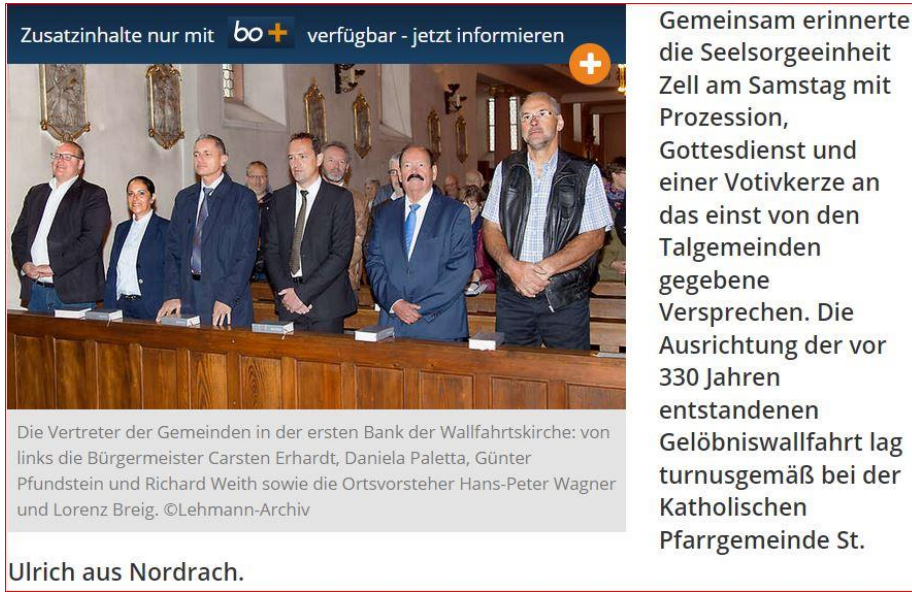 Zusatzinhalte nur mit bo+ verfügbar - jetzt informieren
Die Vertreter der Gemeinden in der ersten Bank der Wallfahrtskirche: von
links die Bürgermeister Carsten Erhardt, Daniela Paletta, Günter
Pfundstein und Richard Weith sowie die Ortsvorsteher Hans-Peter Wagner
und Lorenz Breig. ©Lehmann-Archiv
Gemeinsam erinnerte
die Seelsorgeeinheit
Zell am Samstag mit
Prozession,
Gottesdienst und
einer Votivkerze an
das einst von den
Talgemeinden
gegebene
Versprechen. Die
Ausrichtung der vor
330 Jahren
entstandenen
Gelöbniswallfahrt lag
turnusgemäß bei der
Katholischen
Pfarrgemeinde St.
Ulrich aus Nordrach.